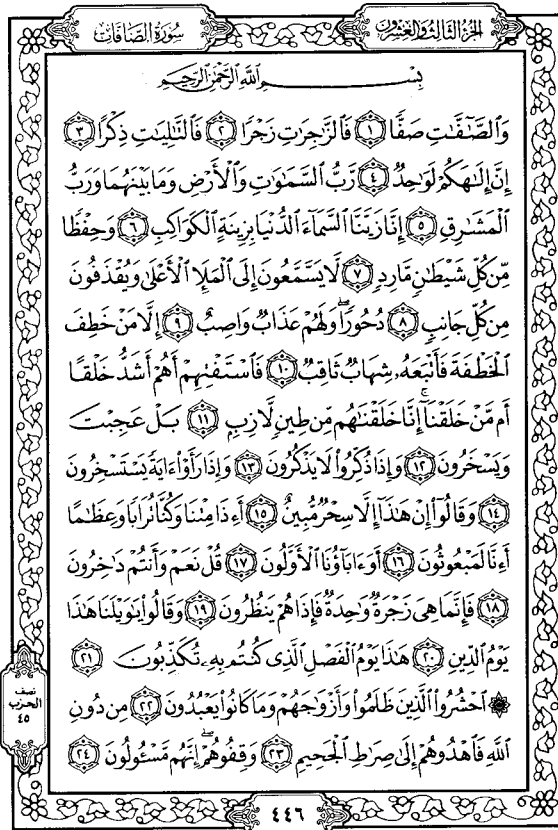 الجزء الثالث والعشرون
سورة الصافات
بسم الله الرحمن الرحيم
وَالصَّٰٓفَّٰتِ صَفًّا ١ فَالزَّٰجِرَٰتِ زَجْرًا ٢ فَالتَّٰلِيَٰتِ ذِكْرًا ٣
إِنَّ إِلَٰهَكُمْ لَوَٰحِدٌ ٤ رَّبُّ السَّمَٰوَٰتِ وَالْأَرْضِ وَمَا بَيْنَهُمَا وَرَبُّ
الْمَشَٰرِقِ ٥ إِنَّا زَيَّنَّا السَّمَآءَ الدُّنْيَا بِزِينَةٍ الْكَوَاكِبِ ٦ وَحِفْظًا
مِّن كُلِّ شَيْطَٰنٍ مَّارِدٍ ٧ لَّا يَسَّمَّعُونَ إِلَى الْمَلَإِ الْأَعْلَىٰ وَيُقْذَفُونَ
مِن كُلِّ جَانِبٍ ٨ دُحُورًا ۖ وَلَهُمْ عَذَابٌ وَاصِبٌ ٩ إِلَّا مَنْ خَطِفَ
الْخَطْفَةَ فَأَتْبَعَهُۥ شِهَابٌ ثَاقِبٌ ١٠ فَاسْتَفْتِهِمْ أَهُمْ أَشَدُّ خَلْقًا
أَم مَّنْ خَلَقْنَآ ۚ إِنَّا خَلَقْنَٰهُم مِّن طِينٍ لَّازِبٍ ١١ بَلْ عَجِبْتَ
وَيَسْخَرُونَ ١٢ وَإِذَا ذُكِّرُوا۟ لَا يَذْكُرُونَ ١٣ وَإِذَا رَأَوْا۟ ءَايَةً يَسْتَسْخِرُونَ
١٤ وَقَالُوٓا۟ إِنْ هَٰذَآ إِلَّا سِحْرٌ مُّبِينٌ ١٥ أَءِذَا مِتْنَا وَكُنَّا تُرَابًا وَعِظَٰمًا
أَءِنَّا لَمَبْعُوثُونَ ١٦ أَوَءَابَآؤُنَا الْأَوَّلُونَ ١٧ قُلْ نَعَمْ وَأَنتُمْ دَٰخِرُونَ
١٨ فَإِنَّمَا هِىَ زَجْرَةٌ وَٰحِدَةٌ فَإِذَا هُمْ يَنظُرُونَ ١٩ وَقَالُوا۟ يَٰوَيْلَنَا هَٰذَا
يَوْمُ الدِّينِ ٢٠ هَٰذَا يَوْمُ الْفَصْلِ الَّذِى كُنتُم بِهِۦ تُكَذِّبُونَ ٢١
۞ احْشُرُوا۟ الَّذِينَ ظَلَمُوا۟ وَأَزْوَٰجَهُمْ وَمَا كَانُوا۟ يَعْبُدُونَ ٢٢ مِن دُونِ
اللَّهِ فَاهْدُوهُمْ إِلَىٰ صِرَٰطِ الْجَحِيمِ ٢٣ وَقِفُوهُمْ ۖ إِنَّهُم مَّسْـُٔولُونَ ٢٤
نصف
الحزب
٤٥
٤٤٦